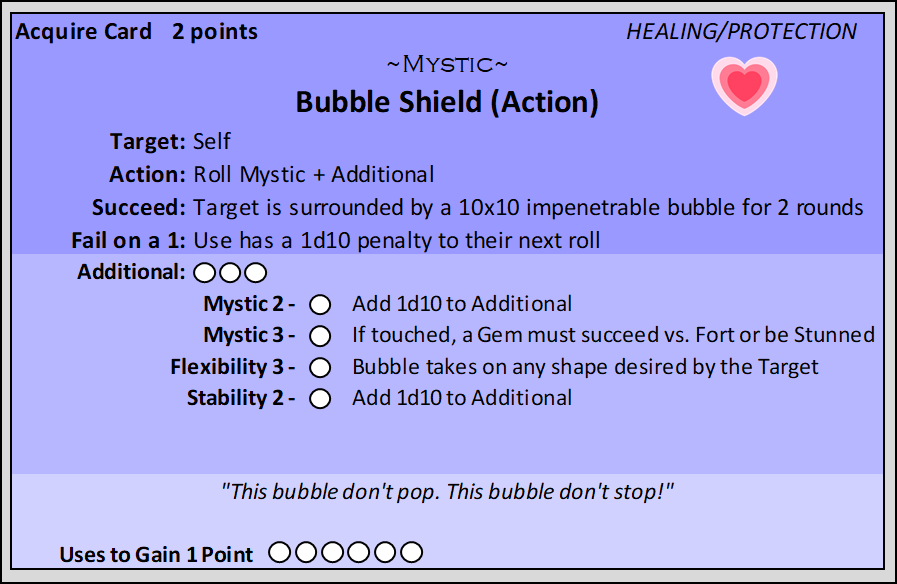 Acquire Card 2 points HEALING/PROTECTION
~Mystic~
Bubble Shield (Action)
Target: Self
Action: Roll Mystic + Additional
Succeed: Target is surrounded by a 10x10 impenetrable bubble for 2 rounds
Fail on a 1: Use has a 1d10 penalty to their next roll
Additional:
Mystic 2 - Add 1d10 to Additional
Mystic 3 - If touched, a Gem must succeed vs. Fort or be Stunned
Flexibility 3 - Bubble takes on any shape desired by the Target
Stability 2 - Add 1d10 to Additional
"This bubble don't pop. This bubble don't stop!"
Uses to Gain 1 Point